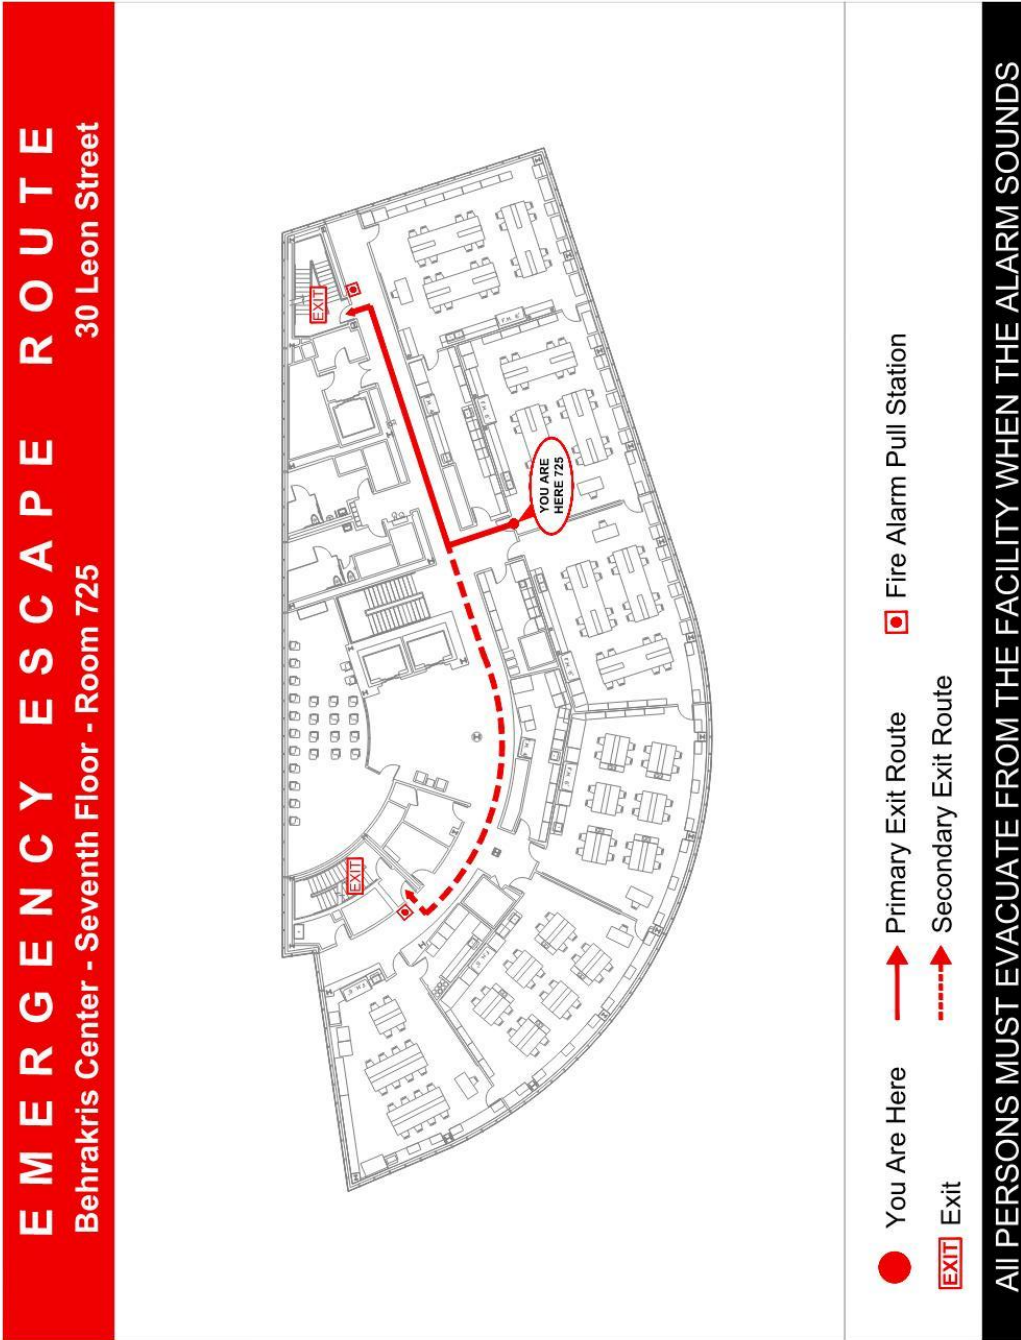 EMERGENCY ESCAPE ROUTE
Behrakris Center - Seventh Floor - Room 725
30 Leon Street
EXIT
EXIT
YOU ARE
HERE 725
You Are Here
Primary Exit Route
Fire Alarm Pull Station
EXIT Exit
Secondary Exit Route
All PERSONS MUST EVACUATE FROM THE FACILITY WHEN THE ALARM SOUNDS